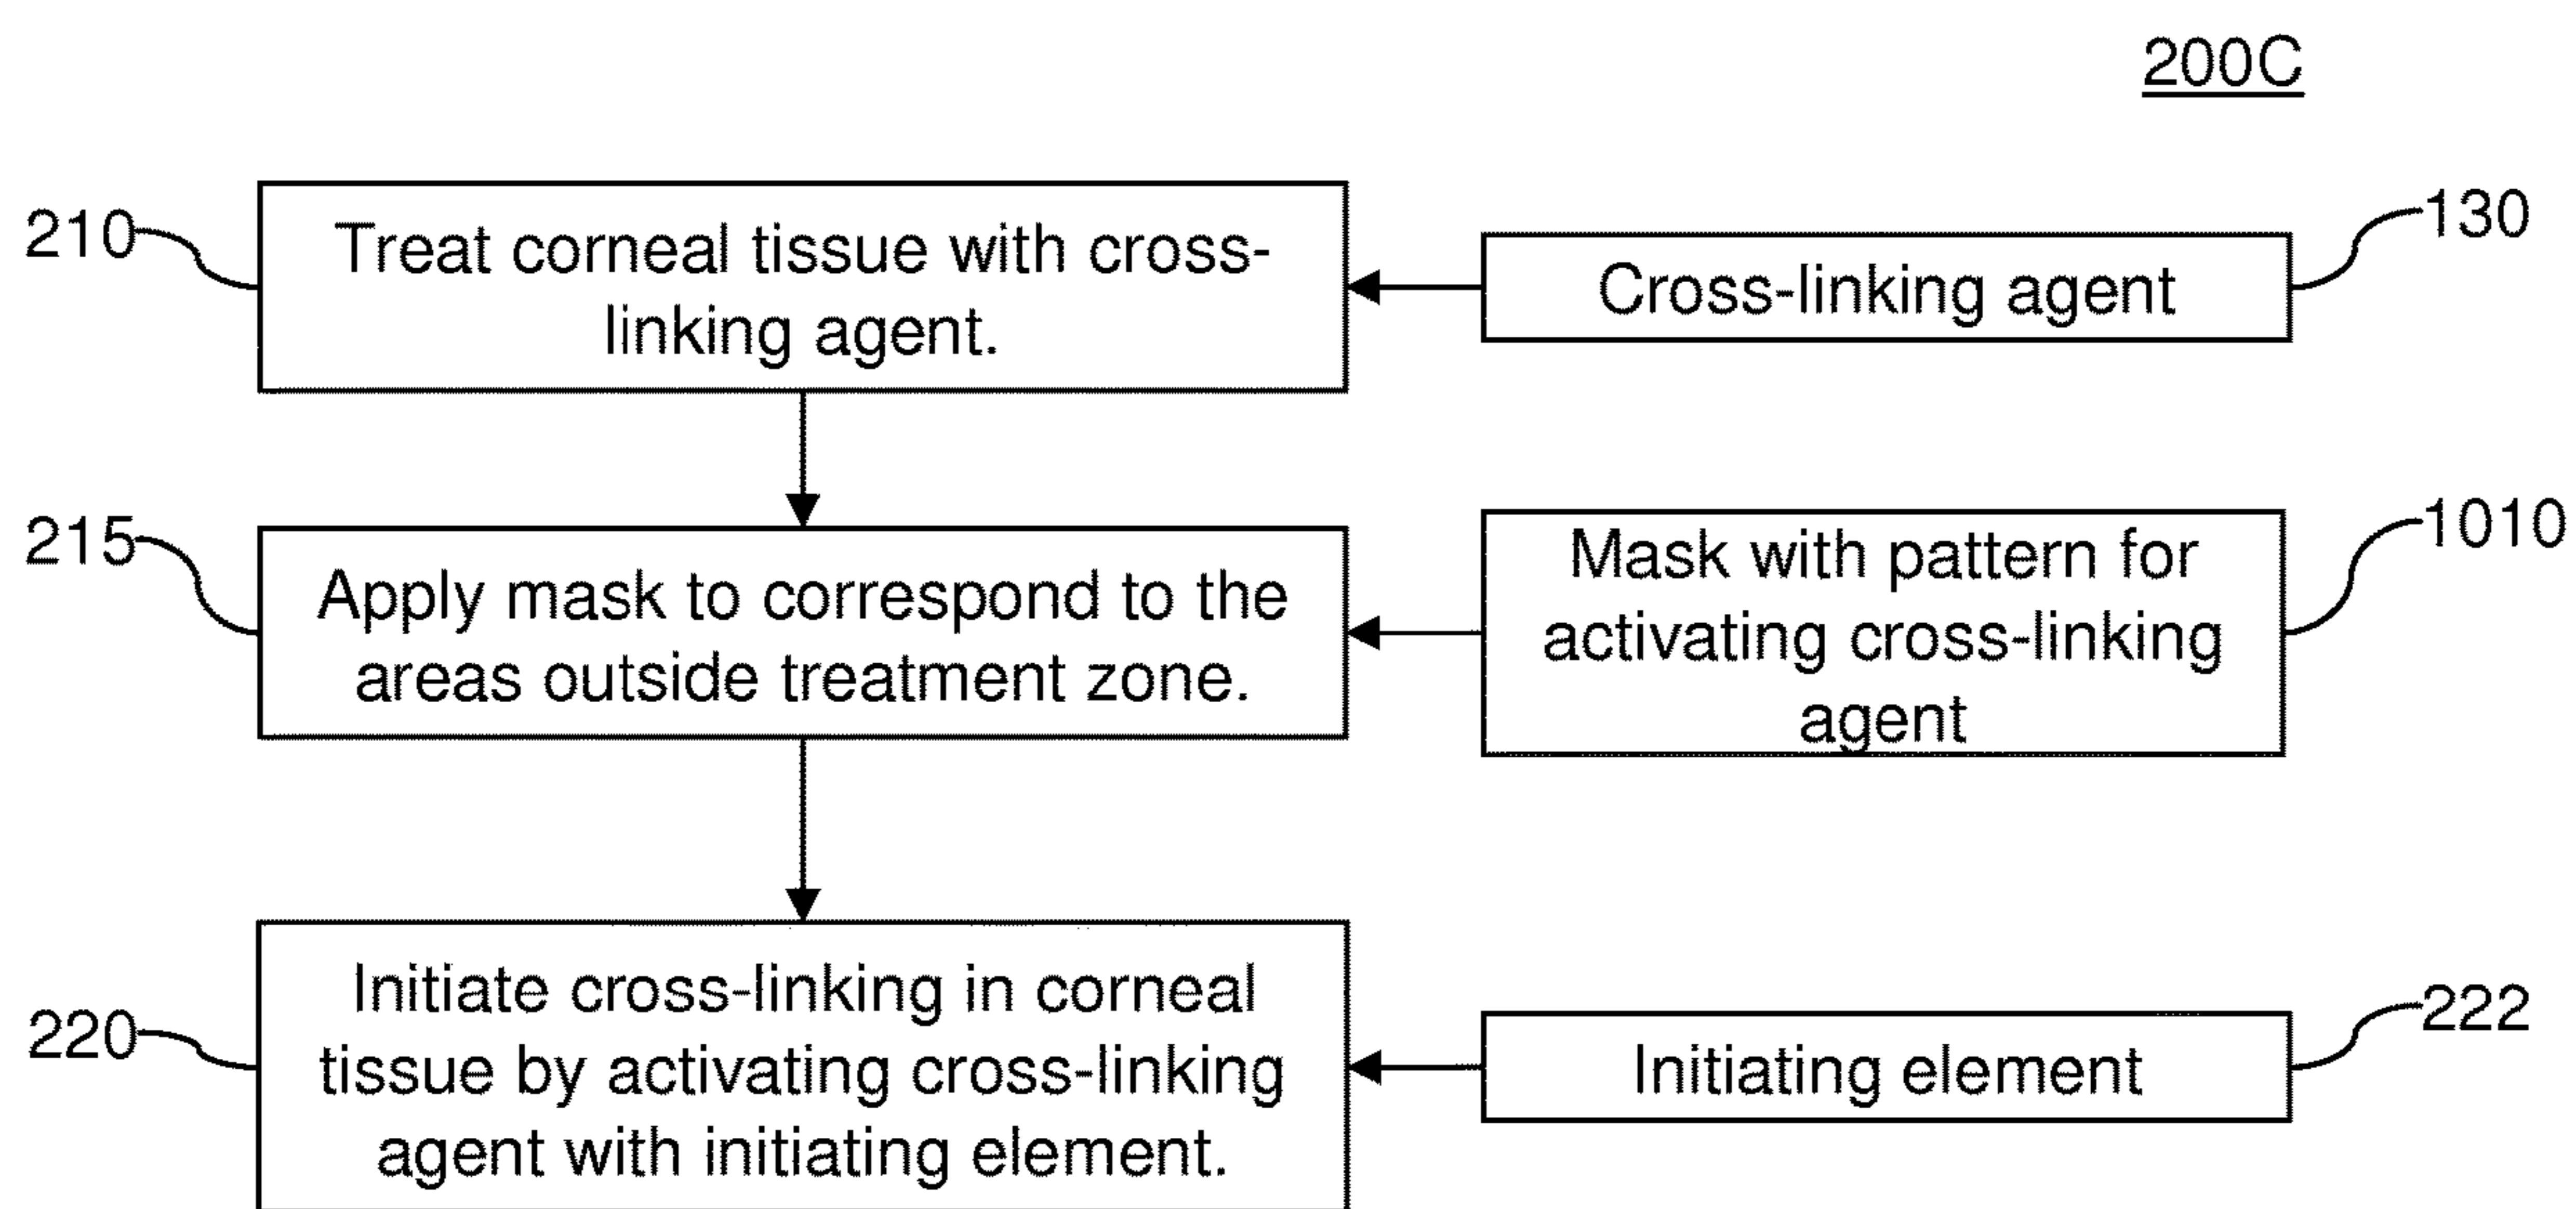 200C
210
Treat corneal tissue with cross-
linking agent.
Cross-linking agent
130
215
Apply mask to correspond to the
areas outside treatment zone.
Mask with pattern for
activating cross-linking
agent
1010
220
Initiate cross-linking in corneal
tissue by activating cross-linking
agent with initiating element.
Initiating element
222